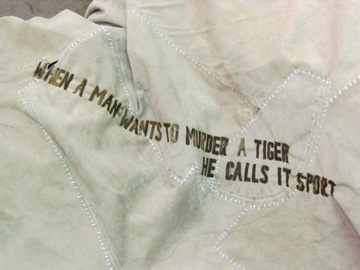 WHEN A MAN WANTS TO MURDER A TIGER
HE CALLS IT SPORT